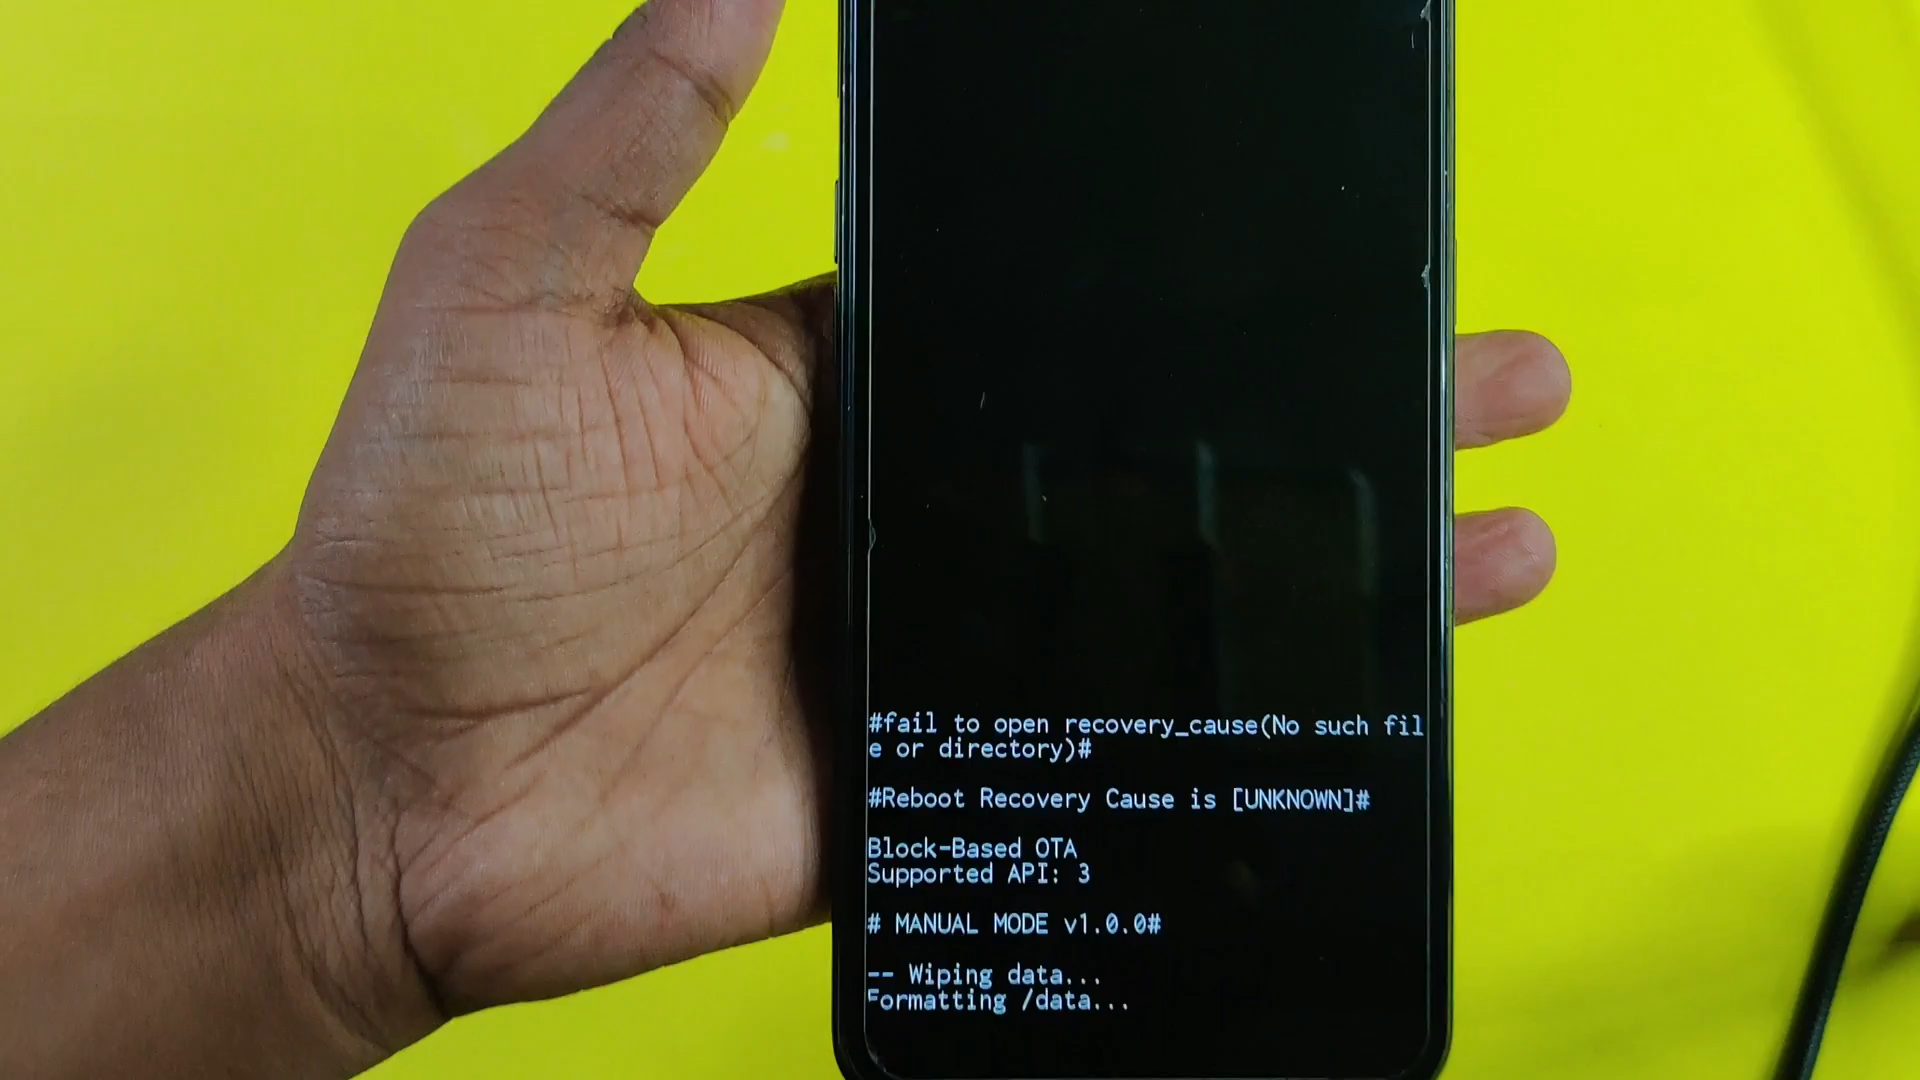 #fail to open recovery_cause(No such fil
e or directory)#
#Reboot Recovery Cause is [UNKNOWN]#
Block-Based OTA
Supported API: 3
# MANUAL MODE v1.0.0#
-- Wiping data...
Formatting /data...